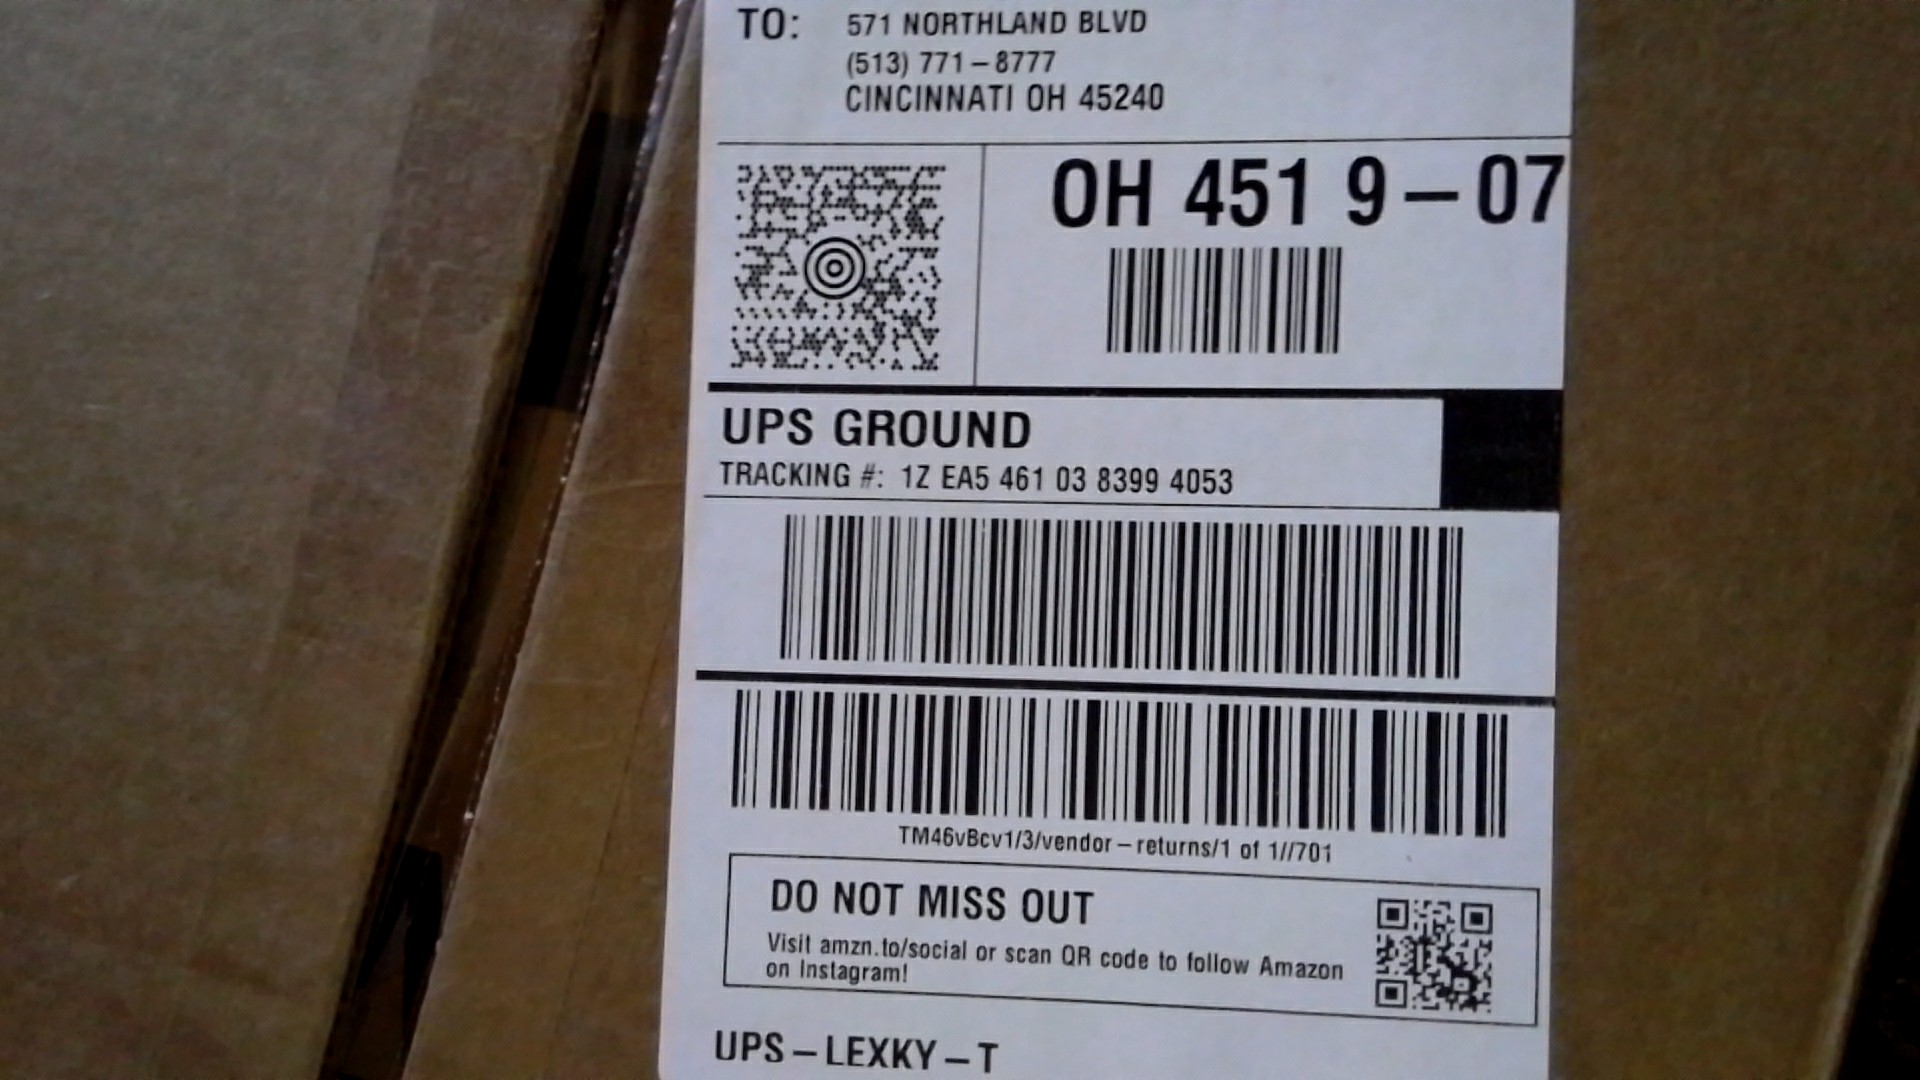 TO: 571 NORTHLAND BLVD
(513) 771-8777
CINCINNATI OH 45240
OH 451 9-07
UPS GROUND
TRACKING #: 1Z EA5 461 03 8399 4053
TM46vBcv1/3/vendor-returns/1 of 1//701
DO NOT MISS OUT
Visit amzn.to/social or scan QR code to follow Amazon
on Instagram!
UPS-LEXKY-T